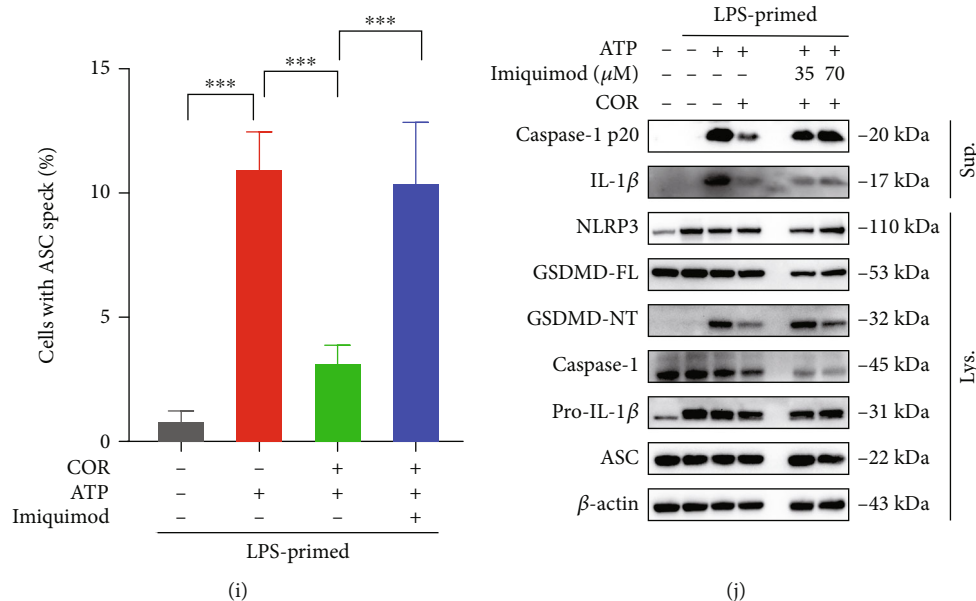 *** *** ***
15
10
5
0
Cells with ASC speck (%)
COR – – + +
ATP – + + +
Imiquimod – – – +
LPS-primed
(i)
LPS-primed
ATP – – + + + +
Imiquimod (μM) – – – – 35 70
COR – – – + + +
Caspase-1 p20 –20 kDa
IL-1β –17 kDa
Sup.
NLRP3 –110 kDa
GSDMD-FL –53 kDa
GSDMD-NT –32 kDa
Caspase-1 –45 kDa
Pro-IL-1β –31 kDa
ASC –22 kDa
β-actin –43 kDa
Lys.
(j)